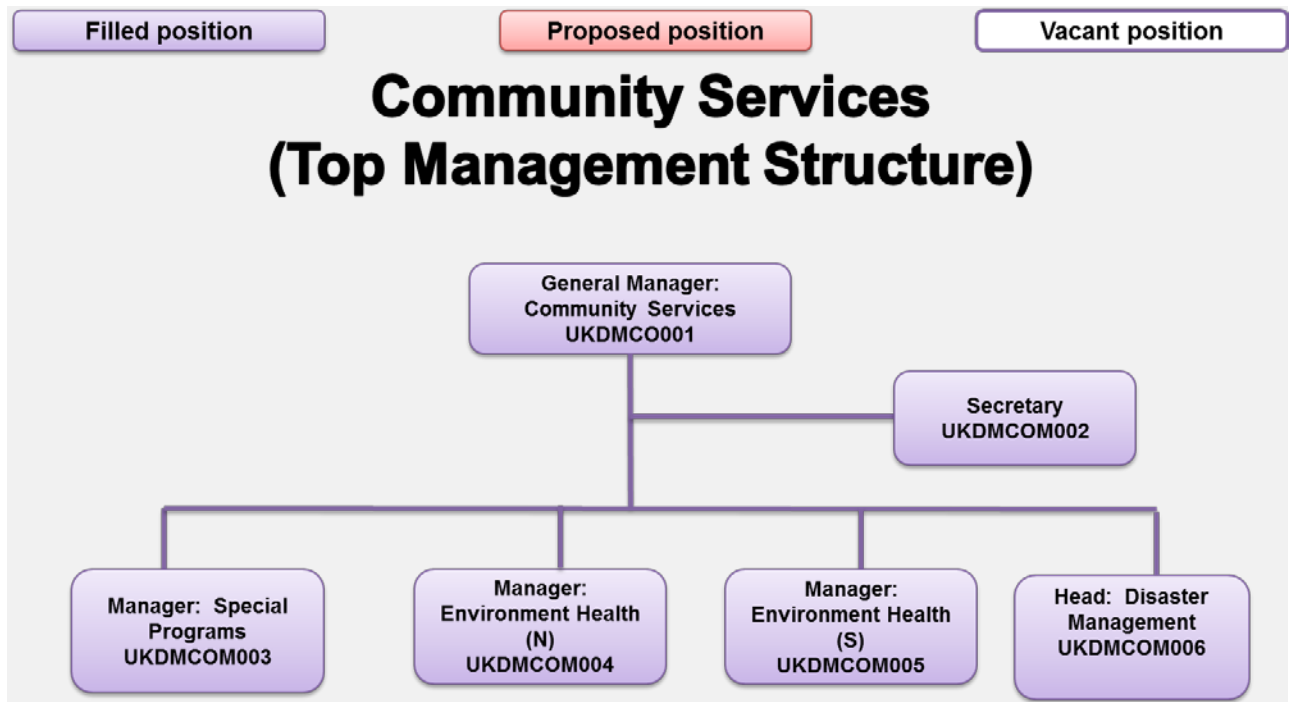 Filled position
Proposed position
Vacant position
Community Services
(Top Management Structure)
General Manager:
Community Services
UKDMCO001
Secretary
UKDMCOM002
Manager: Special
Programs
UKDMCOM003
Manager:
Environment Health
(N)
UKDMCOM004
Manager:
Environment Health
(S)
UKDMCOM005
Head: Disaster
Management
UKDMCOM006